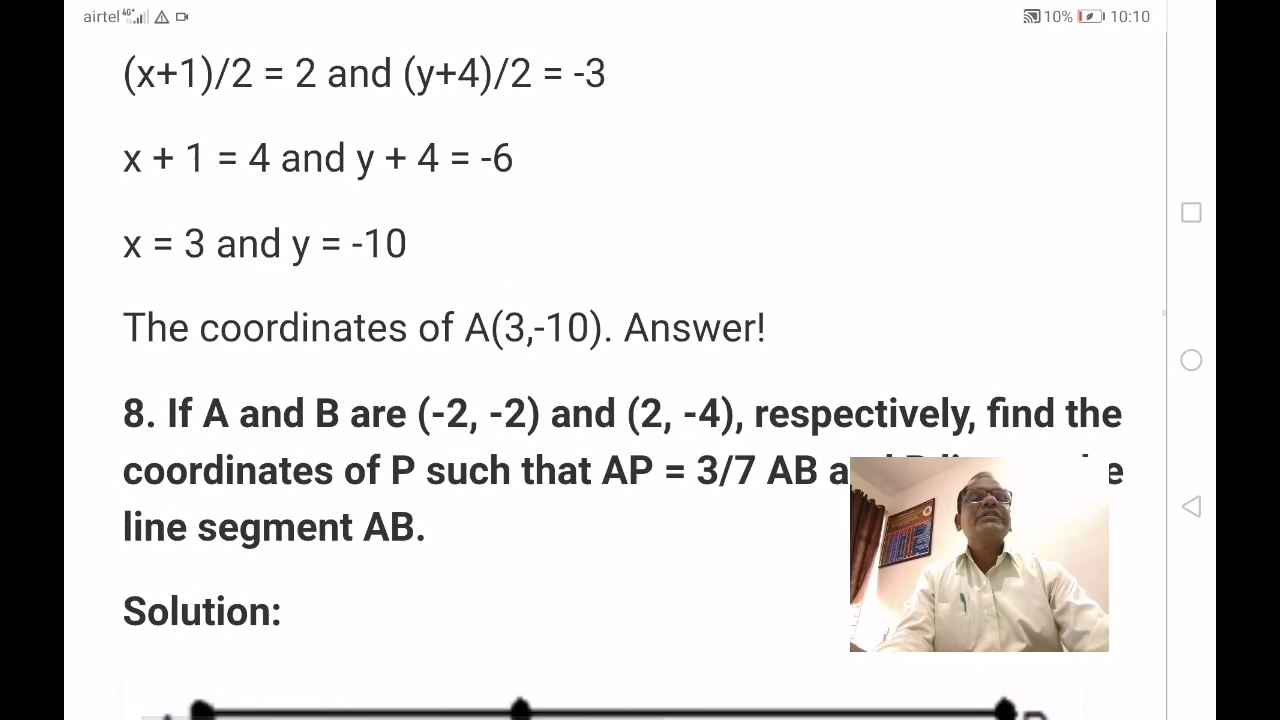 airtel 4G 10% 10:10
(x+1)/2 = 2 and (y+4)/2 = -3
x + 1 = 4 and y + 4 = -6
x = 3 and y = -10
The coordinates of A(3,-10). Answer!
8. If A and B are (-2, -2) and (2, -4), respectively, find the
coordinates of P such that AP = 3/7 AB
line segment AB.
Solution: